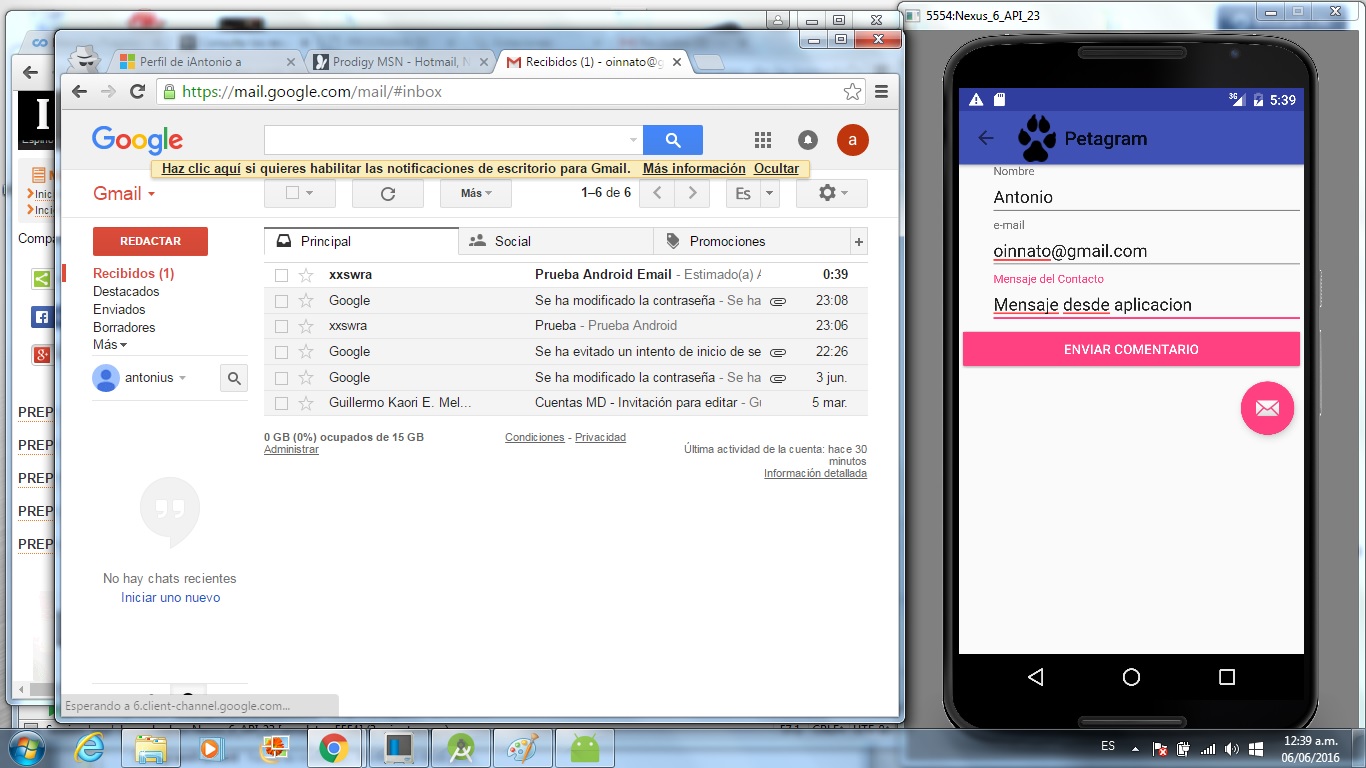 5554:Nexus_6_API_23
Perfil de iAntonio a
Prodigy MSN - Hotmail, N
Recibidos (1) - oinnato@g
https://mail.google.com/mail/#inbox
Google
a
Haz clic aquí si quieres habilitar las notificaciones de escritorio para Gmail. Más información Ocultar
Gmail
Más
1–6 de 6
Es
REDACTAR
Principal
Social
Promociones
Recibidos (1)
Destacados
Enviados
Borradores
Más
antonius
xxswra Prueba Android Email - Estimado(a) A 0:39
Google Se ha modificado la contraseña - Se ha 23:08
xxswra Prueba - Prueba Android 23:06
Google Se ha evitado un intento de inicio de se 22:26
Google Se ha modificado la contraseña - Se ha 3 jun.
Guillermo Kaori E. Mel... Cuentas MD - Invitación para editar - Gu 5 mar.
0 GB (0%) ocupados de 15 GB
Administrar
Condiciones - Privacidad
Última actividad de la cuenta: hace 30
minutos
Información detallada
No hay chats recientes
Iniciar uno nuevo
Esperando a 6.client-channel.google.com...
Compa
PREP
PREP
PREP
PREP
PREP
3G
5:39
Petagram
Nombre
Antonio
e-mail
oinnato@gmail.com
Mensaje del Contacto
Mensaje desde aplicacion
ENVIAR COMENTARIO
ES
12:39 a.m.
06/06/2016